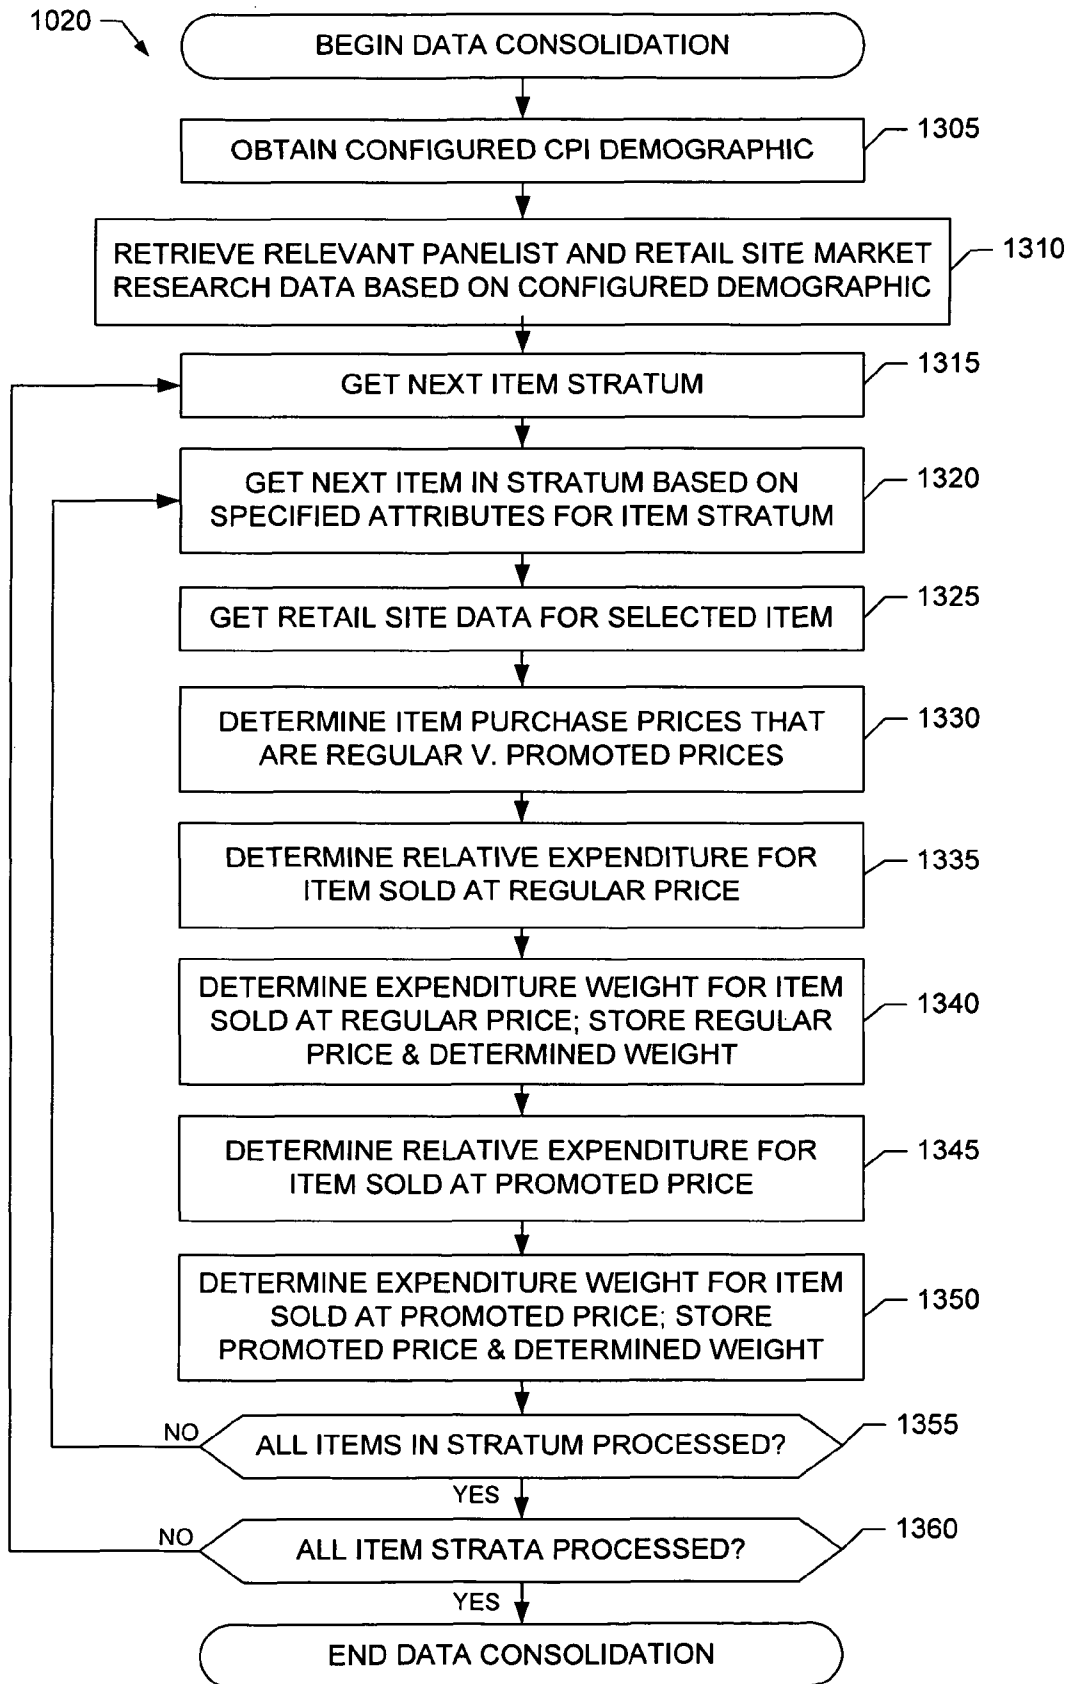 1020
BEGIN DATA CONSOLIDATION
OBTAIN CONFIGURED CPI DEMOGRAPHIC
1305
RETRIEVE RELEVANT PANELIST AND RETAIL SITE MARKET
RESEARCH DATA BASED ON CONFIGURED DEMOGRAPHIC
1310
GET NEXT ITEM STRATUM
1315
GET NEXT ITEM IN STRATUM BASED ON
SPECIFIED ATTRIBUTES FOR ITEM STRATUM
1320
GET RETAIL SITE DATA FOR SELECTED ITEM
1325
DETERMINE ITEM PURCHASE PRICES THAT
ARE REGULAR V. PROMOTED PRICES
1330
DETERMINE RELATIVE EXPENDITURE FOR
ITEM SOLD AT REGULAR PRICE
1335
DETERMINE EXPENDITURE WEIGHT FOR ITEM
SOLD AT REGULAR PRICE; STORE REGULAR
PRICE & DETERMINED WEIGHT
1340
DETERMINE RELATIVE EXPENDITURE FOR
ITEM SOLD AT PROMOTED PRICE
1345
DETERMINE EXPENDITURE WEIGHT FOR ITEM
SOLD AT PROMOTED PRICE; STORE
PROMOTED PRICE & DETERMINED WEIGHT
1350
NO
ALL ITEMS IN STRATUM PROCESSED?
1355
YES
NO
ALL ITEM STRATA PROCESSED?
1360
YES
END DATA CONSOLIDATION